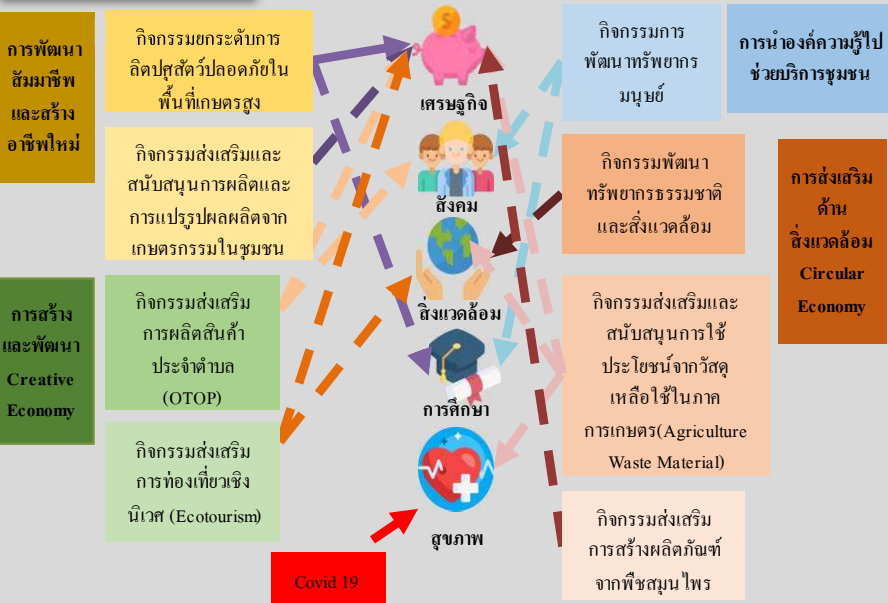 การพัฒนา
สัมมาชีพ
และสร้าง
อาชีพใหม่
กิจกรรมยกระดับการ
ลิตปศุสัตว์ปลอดภัยใน
พื้นที่เกษตรสูง
กิจกรรมส่งเสริมและ
สนับสนุนการผลิตและ
การแปรรูปผลผลิตจาก
เกษตรกรรมในชุมชน
การสร้าง
และพัฒนา
Creative
Economy
กิจกรรมส่งเสริม
การผลิตสินค้า
ประจำตำบล
(OTOP)
กิจกรรมส่งเสริม
การท่องเที่ยวเชิง
นิเวศ (Ecotourism)
เศรษฐกิจ
สังคม
สิ่งแวดล้อม
การศึกษา
สุขภาพ
Covid 19
กิจกรรมการ
พัฒนาทรัพยากร
มนุษย์
การนำองค์ความรู้ไป
ช่วยบริการชุมชน
กิจกรรมพัฒนา
ทรัพยากรธรรมชาติ
และสิ่งแวดล้อม
การส่งเสริม
ด้าน
สิ่งแวดล้อม
Circular
Economy
กิจกรรมส่งเสริมและ
สนับสนุนการใช้
ประโยชน์จากวัสดุ
เหลือใช้ในภาค
การเกษตร(Agriculture
Waste Material)
กิจกรรมส่งเสริม
การสร้างผลิตภัณฑ์
จากพืชสมุนไพร